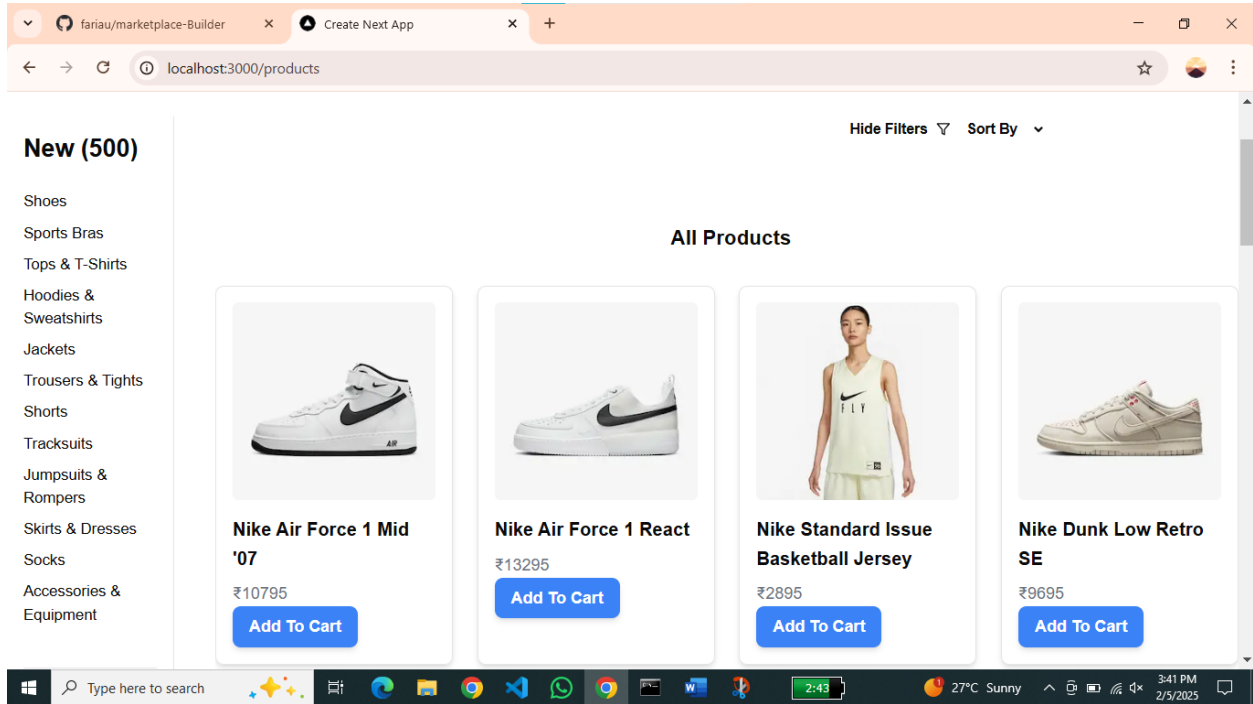 fariau/marketplace-Builder
Create Next App
localhost:3000/products
Hide Filters
Sort By
New (500)
Shoes
Sports Bras
Tops & T-Shirts
Hoodies &
Sweatshirts
Jackets
Trousers & Tights
Shorts
Tracksuits
Jumpsuits &
Rompers
Skirts & Dresses
Socks
Accessories &
Equipment
All Products
AIR
FLY
Nike Air Force 1 Mid
'07
₹10795
Add To Cart
Nike Air Force 1 React
₹13295
Add To Cart
Nike Standard Issue
Basketball Jersey
₹2895
Add To Cart
Nike Dunk Low Retro
SE
₹9695
Add To Cart
Type here to search
2:43
1
27°C Sunny
3:41 PM
2/5/2025